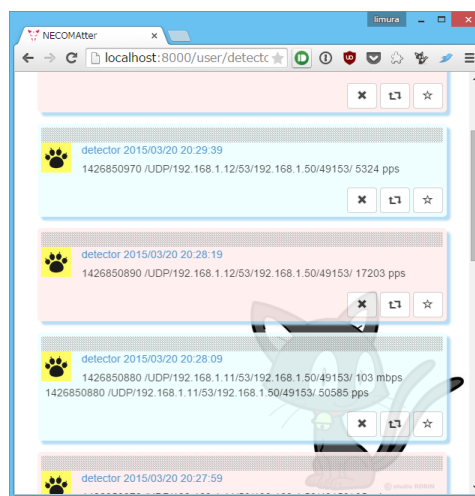 limura
NECOMAtter
localhost:8000/user/detectc
detector 2015/03/20 20:29:39
1426850970 /UDP/192.168.1.12/53/192.168.1.50/49153/ 5324 pps
detector 2015/03/20 20:28:19
1426850890 /UDP/192.168.1.12/53/192.168.1.50/49153/ 17203 pps
detector 2015/03/20 20:28:09
1426850880 /UDP/192.168.1.11/53/192.168.1.50/49153/ 103 mbps
1426850880 /UDP/192.168.1.11/53/192.168.1.50/49153/ 50585 pps
detector 2015/03/20 20:27:59